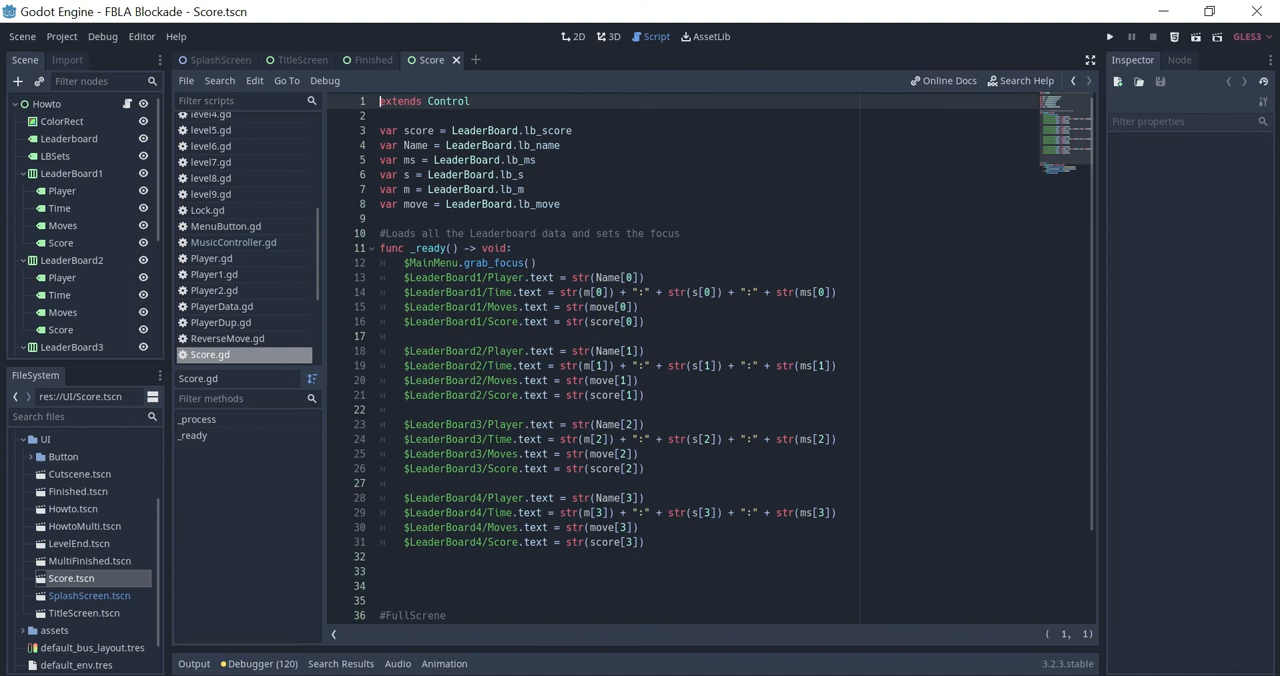 Godot Engine - FBLA Blockade - Score.tscn
Scene Project Debug Editor Help
2D 3D Script AssetLib
GLES3
Scene Import
Filter nodes
Howto
ColorRect
Leaderboard
LBSets
LeaderBoard1
Player
Time
Moves
Score
LeaderBoard2
Player
Time
Moves
Score
LeaderBoard3
FileSystem
res://UI/Score.tscn
Search files
UI
Button
Cutscene.tscn
Finished.tscn
Howto.tscn
HowtoMulti.tscn
LevelEnd.tscn
MultiFinished.tscn
Score.tscn
SplashScreen.tscn
TitleScreen.tscn
assets
default_bus_layout.tres
default_env.tres
SplashScreen TitleScreen Finished Score
File Search Edit Go To Debug
Online Docs Search Help
Filter scripts
level4.gd
level5.gd
level6.gd
level7.gd
level8.gd
level9.gd
Lock.gd
MenuButton.gd
MusicController.gd
Player.gd
Player1.gd
Player2.gd
PlayerData.gd
PlayerDup.gd
ReverseMove.gd
Score.gd
Score.gd
Filter methods
_process
_ready
1 extends Control
2
3 var score = LeaderBoard.lb_score
4 var Name = LeaderBoard.lb_name
5 var ms = LeaderBoard.lb_ms
6 var s = LeaderBoard.lb_s
7 var m = LeaderBoard.lb_m
8 var move = LeaderBoard.lb_move
9
10 #Loads all the Leaderboard data and sets the focus
11 func _ready() -> void:
12 $MainMenu.grab_focus()
13 $LeaderBoard1/Player.text = str(Name[0])
14 $LeaderBoard1/Time.text = str(m[0]) + ":" + str(s[0]) + ":" + str(ms[0])
15 $LeaderBoard1/Moves.text = str(move[0])
16 $LeaderBoard1/Score.text = str(score[0])
17
18 $LeaderBoard2/Player.text = str(Name[1])
19 $LeaderBoard2/Time.text = str(m[1]) + ":" + str(s[1]) + ":" + str(ms[1])
20 $LeaderBoard2/Moves.text = str(move[1])
21 $LeaderBoard2/Score.text = str(score[1])
22
23 $LeaderBoard3/Player.text = str(Name[2])
24 $LeaderBoard3/Time.text = str(m[2]) + ":" + str(s[2]) + ":" + str(ms[2])
25 $LeaderBoard3/Moves.text = str(move[2])
26 $LeaderBoard3/Score.text = str(score[2])
27
28 $LeaderBoard4/Player.text = str(Name[3])
29 $LeaderBoard4/Time.text = str(m[3]) + ":" + str(s[3]) + ":" + str(ms[3])
30 $LeaderBoard4/Moves.text = str(move[3])
31 $LeaderBoard4/Score.text = str(score[3])
32
33
34
35
36 #FullScrene
( 1, 1)
Output Debugger (120) Search Results Audio Animation
3.2.3.stable
Inspector Node
Filter properties